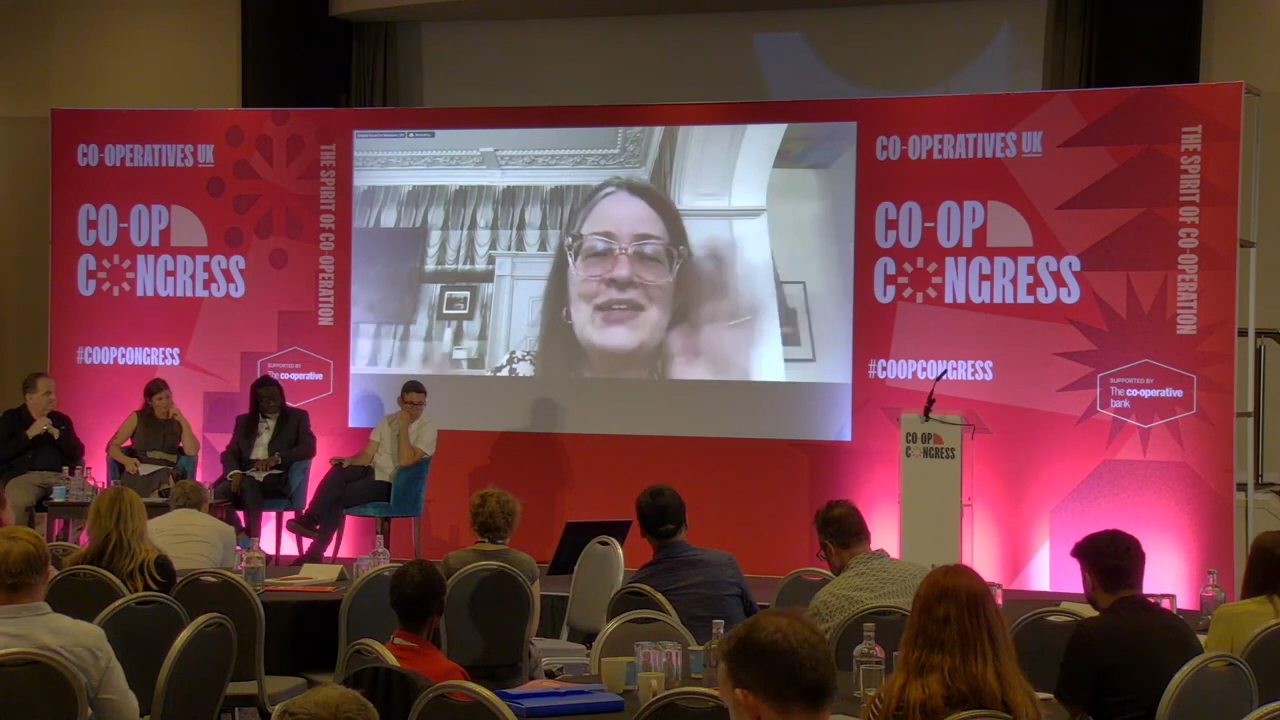 CO-OPERATIVES UK
CO-OP
CONGRESS
#COOPCONGRESS
THE SPIRIT OF CO-OPERATION
SUPPORTED BY
The co-operative
CO-OPERATIVES UK
CO-OP
CONGRESS
#COOPCONGRESS
THE SPIRIT OF CO-OPERATION
SUPPORTED BY
The co-operative
bank
CO-OP
CONGRESS